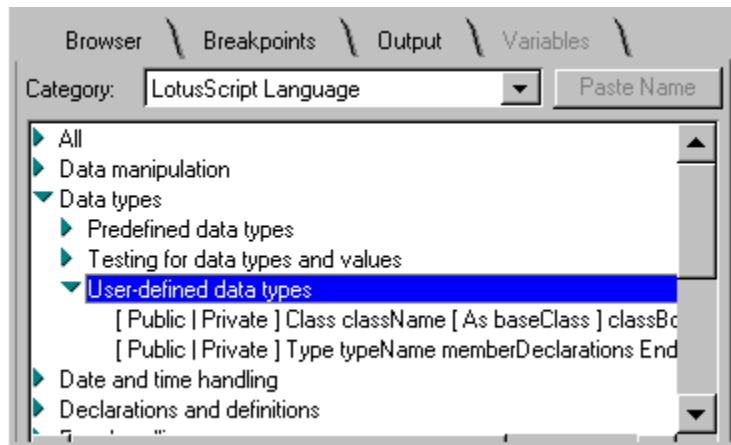 Browser Breakpoints Output Variables
Category: LotusScript Language Paste Name
All
Data manipulation
Data types
Predefined data types
Testing for data types and values
User-defined data types
[ Public | Private ] Class className [ As baseClass ]
[ Public | Private ] Type typeName memberDeclarations End
Date and time handling
Declarations and definitions